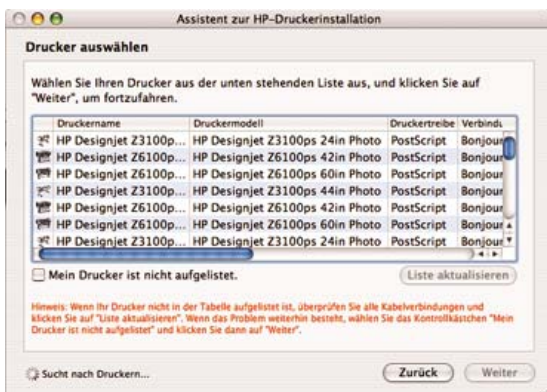 Assistent zur HP-Druckerinstallation
Drucker auswählen
Wählen Sie Ihren Drucker aus der unten stehenden Liste aus, und klicken Sie auf
"Weiter", um fortzufahren.
Druckername Druckermodell Druckertreibe Verbindu
HP Designjet Z3100p... HP Designjet Z3100ps 24in Photo PostScript Bonjour
HP Designjet Z6100p... HP Designjet Z6100ps 42in Photo PostScript Bonjour
HP Designjet Z6100p... HP Designjet Z6100ps 60in Photo PostScript Bonjour
HP Designjet Z3100p... HP Designjet Z3100ps 44in Photo PostScript Bonjour
HP Designjet Z6100p... HP Designjet Z6100ps 42in Photo PostScript Bonjour
HP Designjet Z6100p... HP Designjet Z6100ps 60in Photo PostScript Bonjour
HP Designjet Z3100p... HP Designjet Z3100ps 24in Photo PostScript Bonjour
Mein Drucker ist nicht aufgelistet. Liste aktualisieren
Hinweis: Wenn Ihr Drucker nicht in der Tabelle aufgelistet ist, überprüfen Sie alle Kabelverbindungen und
klicken Sie auf "Liste aktualisieren". Wenn das Problem weiterhin besteht, wählen Sie das Kontrollkästchen "Mein
Drucker ist nicht aufgelistet" und klicken Sie dann auf "Weiter".
Sucht nach Druckern... Zurück Weiter